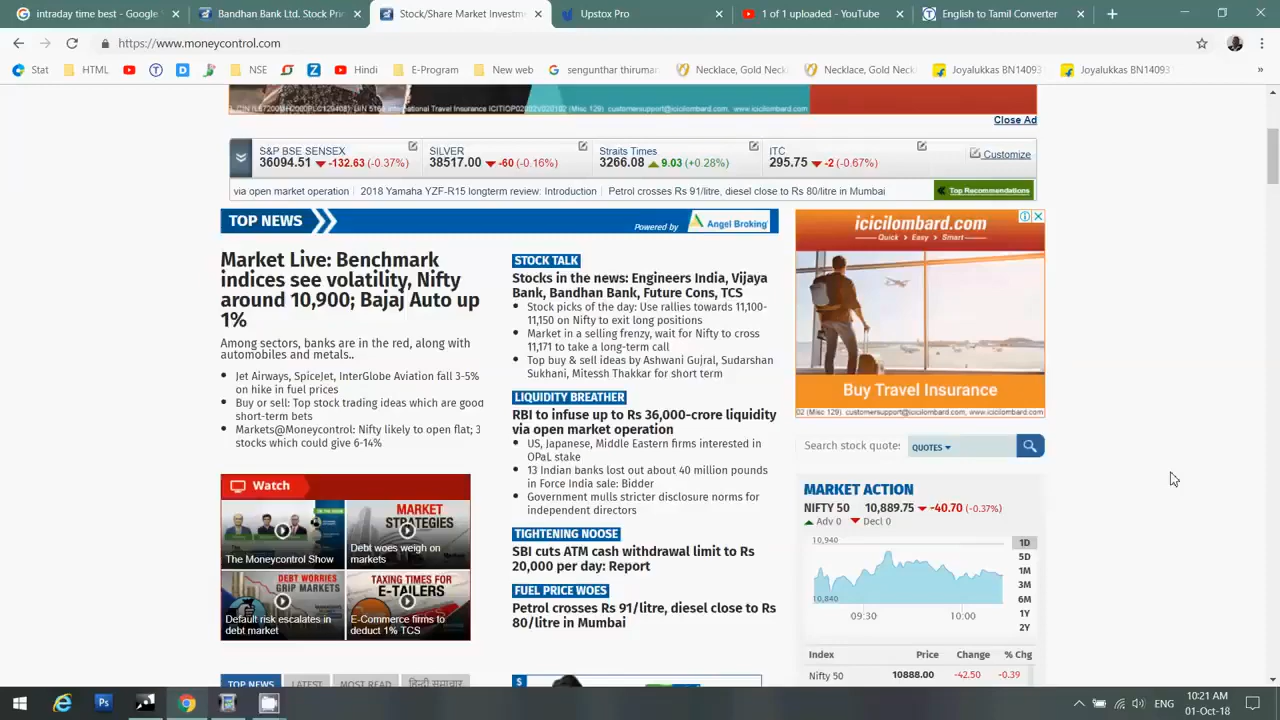 intraday time best - Google
Bandhan Bank Ltd.
Stock/Share Market Investm
Upstox Pro
1 of 1 uploaded - YouTube
English to Tamil Converter
https://www.moneycontrol.com
Stat
HTML
NSE
Hindi
E-Program
New web
sengunthar thirumar
Necklace, Gold Neck
Necklace, Gold Neck
Joyalukkas BN1409
Joyalukkas BN1409
Close Ad
S&P BSE SENSEX
36094.51 -132.63 (-0.37%)
SILVER
38517.00 -60 (-0.16%)
Straits Times
3266.08 9.03 (+0.28%)
ITC
295.75 -2 (-0.67%)
Customize
via open market operation 2018 Yamaha YZF-R15 longterm review: Introduction Petrol crosses Rs 91/litre, diesel close to Rs 80/litre in Mumbai
Top Recommendations
TOP NEWS
Powered by Angel Broking
Market Live: Benchmark
indices see volatility, Nifty
around 10,900; Bajaj Auto up
1%
Among sectors, banks are in the red, along with
automobiles and metals..
Jet Airways, SpiceJet, InterGlobe Aviation fall 3-5%
on hike in fuel prices
Buy or sell: Top stock trading ideas which are good
short-term bets
Markets@Moneycontrol: Nifty likely to open flat; 3
stocks which could give 6-14%
Watch
The Moneycontrol Show
MARKET
STRATEGIES
Debt woes weigh on
markets
DEBT WORRIES
GRIP MARKETS
Default risk escalates in
debt market
TAXING TIMES FOR
E-TAILERS
E-Commerce firms to
deduct 1% TCS
TOP NEWS
LATEST
MOST READ
हिन्दी समाचार
STOCK TALK
Stocks in the news: Engineers India, Vijaya
Bank, Bandhan Bank, Future Cons, TCS
Stock picks of the day: Use rallies towards 11,100-
11,150 on Nifty to exit long positions
Market in a selling frenzy, wait for Nifty to cross
11,171 to take a long-term call
Top buy & sell ideas by Ashwani Gujral, Sudarshan
Sukhani, Mitessh Thakkar for short term
LIQUIDITY BREATHER
RBI to infuse up to Rs 36,000-crore liquidity
via open market operation
US, Japanese, Middle Eastern firms interested in
OPaL stake
13 Indian banks lost out about 40 million pounds
in Force India sale: Bidder
Government mulls stricter disclosure norms for
independent directors
TIGHTENING NOOSE
SBI cuts ATM cash withdrawal limit to Rs
20,000 per day: Report
FUEL PRICE WOES
Petrol crosses Rs 91/litre, diesel close to Rs
80/litre in Mumbai
icicilombard.com
Quick > Easy > Smart
Buy Travel Insurance
02 (Misc 129). customersupport@icicilombard.com, www.icicilombard.com
Search stock quote:
QUOTES
MARKET ACTION
NIFTY 50 10,889.75 -40.70 (-0.37%)
Adv 0 Decl 0
10,940
10,840
09:30 10:00
1D
5D
1M
3M
6M
1Y
2Y
Index Price Change % Chg
Nifty 50 10888.00 -42.50 -0.39
ENG
10:21 AM
01-Oct-18